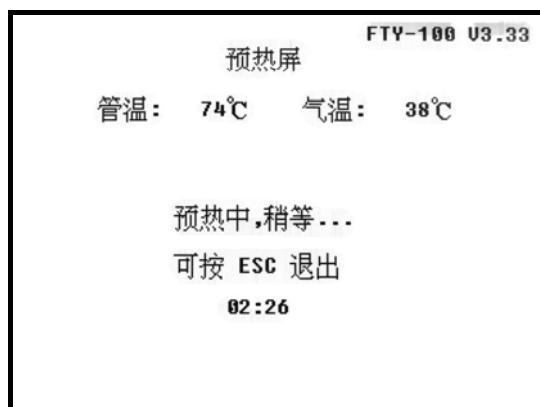 FTY-100 V3.33
预热屏
管温: 74℃ 气温: 38℃
预热中,稍等...
可按 ESC 退出
02:26